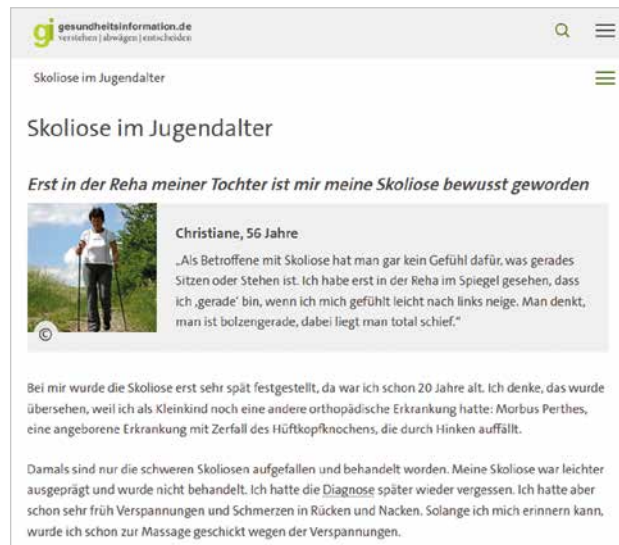 gi gesundheitsinformation.de
verstehen | abwägen | entscheiden
Skoliose im Jugendalter
Skoliose im Jugendalter
Erst in der Reha meiner Tochter ist mir meine Skoliose bewusst geworden
Christiane, 56 Jahre
„Als Betroffene mit Skoliose hat man gar kein Gefühl dafür, was gerades
Sitzen oder Stehen ist. Ich habe erst in der Reha im Spiegel gesehen, dass
ich ‚gerade‘ bin, wenn ich mich gefühlt leicht nach links neige. Man denkt,
man ist bolzengerade, dabei liegt man total schief.“
©
Bei mir wurde die Skoliose erst sehr spät festgestellt, da war ich schon 20 Jahre alt. Ich denke, das wurde
übersehen, weil ich als Kleinkind noch eine andere orthopädische Erkrankung hatte: Morbus Perthes,
eine angeborene Erkrankung mit Zerfall des Hüftkopfknochens, die durch Hinken auffällt.
Damals sind nur die schweren Skoliosen aufgefallen und behandelt worden. Meine Skoliose war leichter
ausgeprägt und wurde nicht behandelt. Ich hatte die Diagnose später wieder vergessen. Ich hatte aber
schon sehr früh Verspannungen und Schmerzen in Rücken und Nacken. Solange ich mich erinnern kann,
wurde ich schon zur Massage geschickt wegen der Verspannungen.